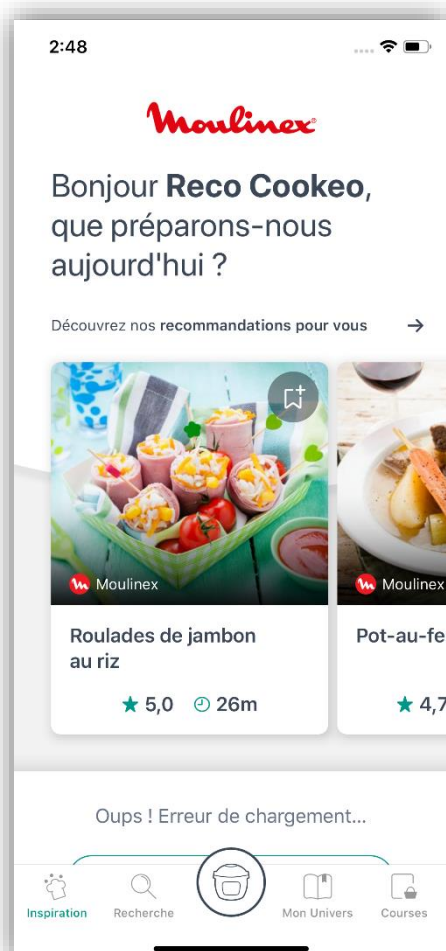 2:48
Moulinex
Bonjour Reco Cookeo,
que préparons-nous
aujourd'hui ?
Découvrez nos recommandations pour vous →
Moulinex
Moulinex
Roulades de jambon
au riz
Pot-au-fe
★ 5,0 26m
★ 4,7
Oups ! Erreur de chargement...
Inspiration
Recherche
Mon Univers
Courses